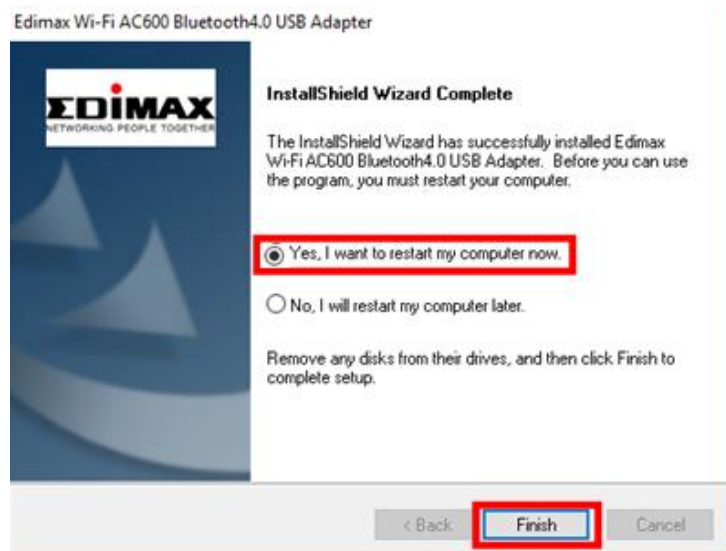 Edimax Wi-Fi AC600 Bluetooth4.0 USB Adapter
EDIMAX
NETWORKING PEOPLE TOGETHER
InstallShield Wizard Complete
The InstallShield Wizard has successfully installed Edimax
Wi-Fi AC600 Bluetooth4.0 USB Adapter. Before you can use
the program, you must restart your computer.
Yes, I want to restart my computer now.
No, I will restart my computer later.
Remove any disks from their drives, and then click Finish to
complete setup.
< Back Finish Cancel